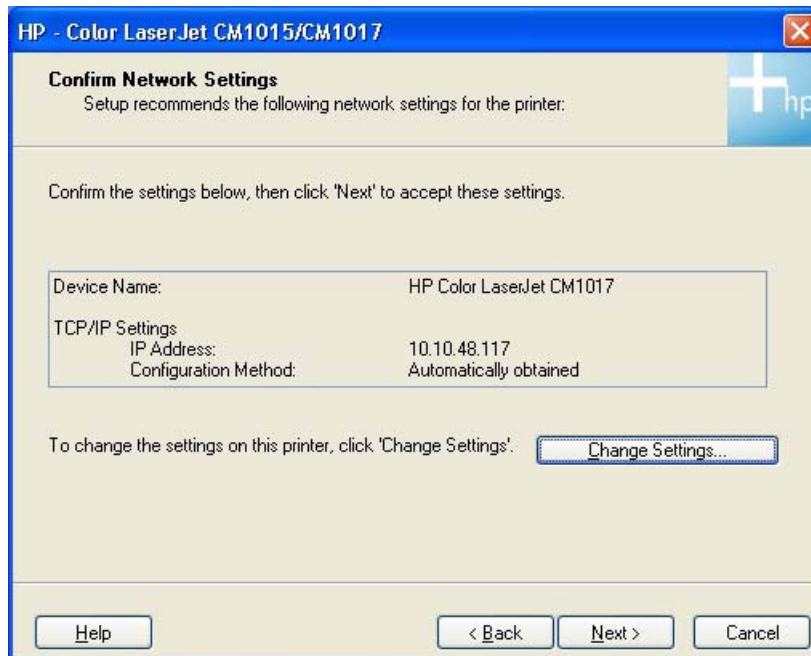 HP - Color LaserJet CM1015/CM1017
Confirm Network Settings
Setup recommends the following network settings for the printer:
hp
Confirm the settings below, then click 'Next' to accept these settings.
Device Name: HP Color LaserJet CM1017
TCP/IP Settings
IP Address: 10.10.48.117
Configuration Method: Automatically obtained
To change the settings on this printer, click 'Change Settings'. Change Settings...
Help < Back Next > Cancel